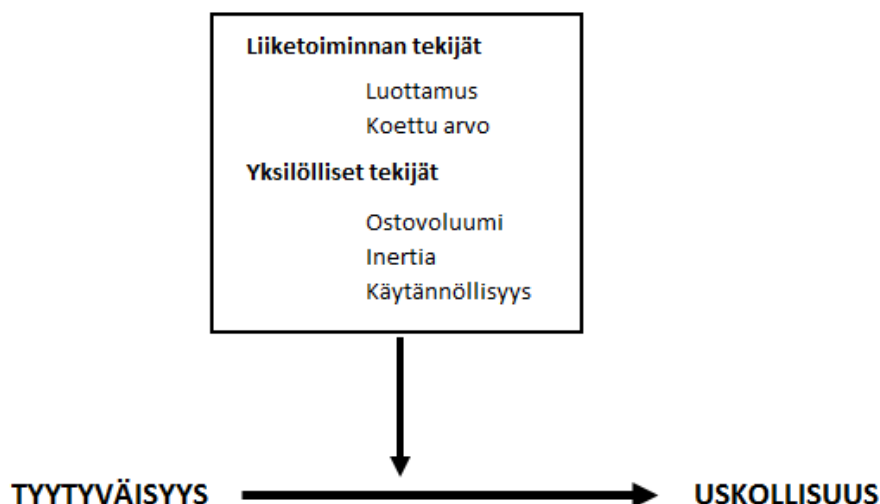 Liiketoiminnan tekijät
Luottamus
Koettu arvo
Yksilölliset tekijät
Ostovoluumi
Inertia
Käytännöllisyys
TYYTYVÄISYYS
USKOLLISUUS